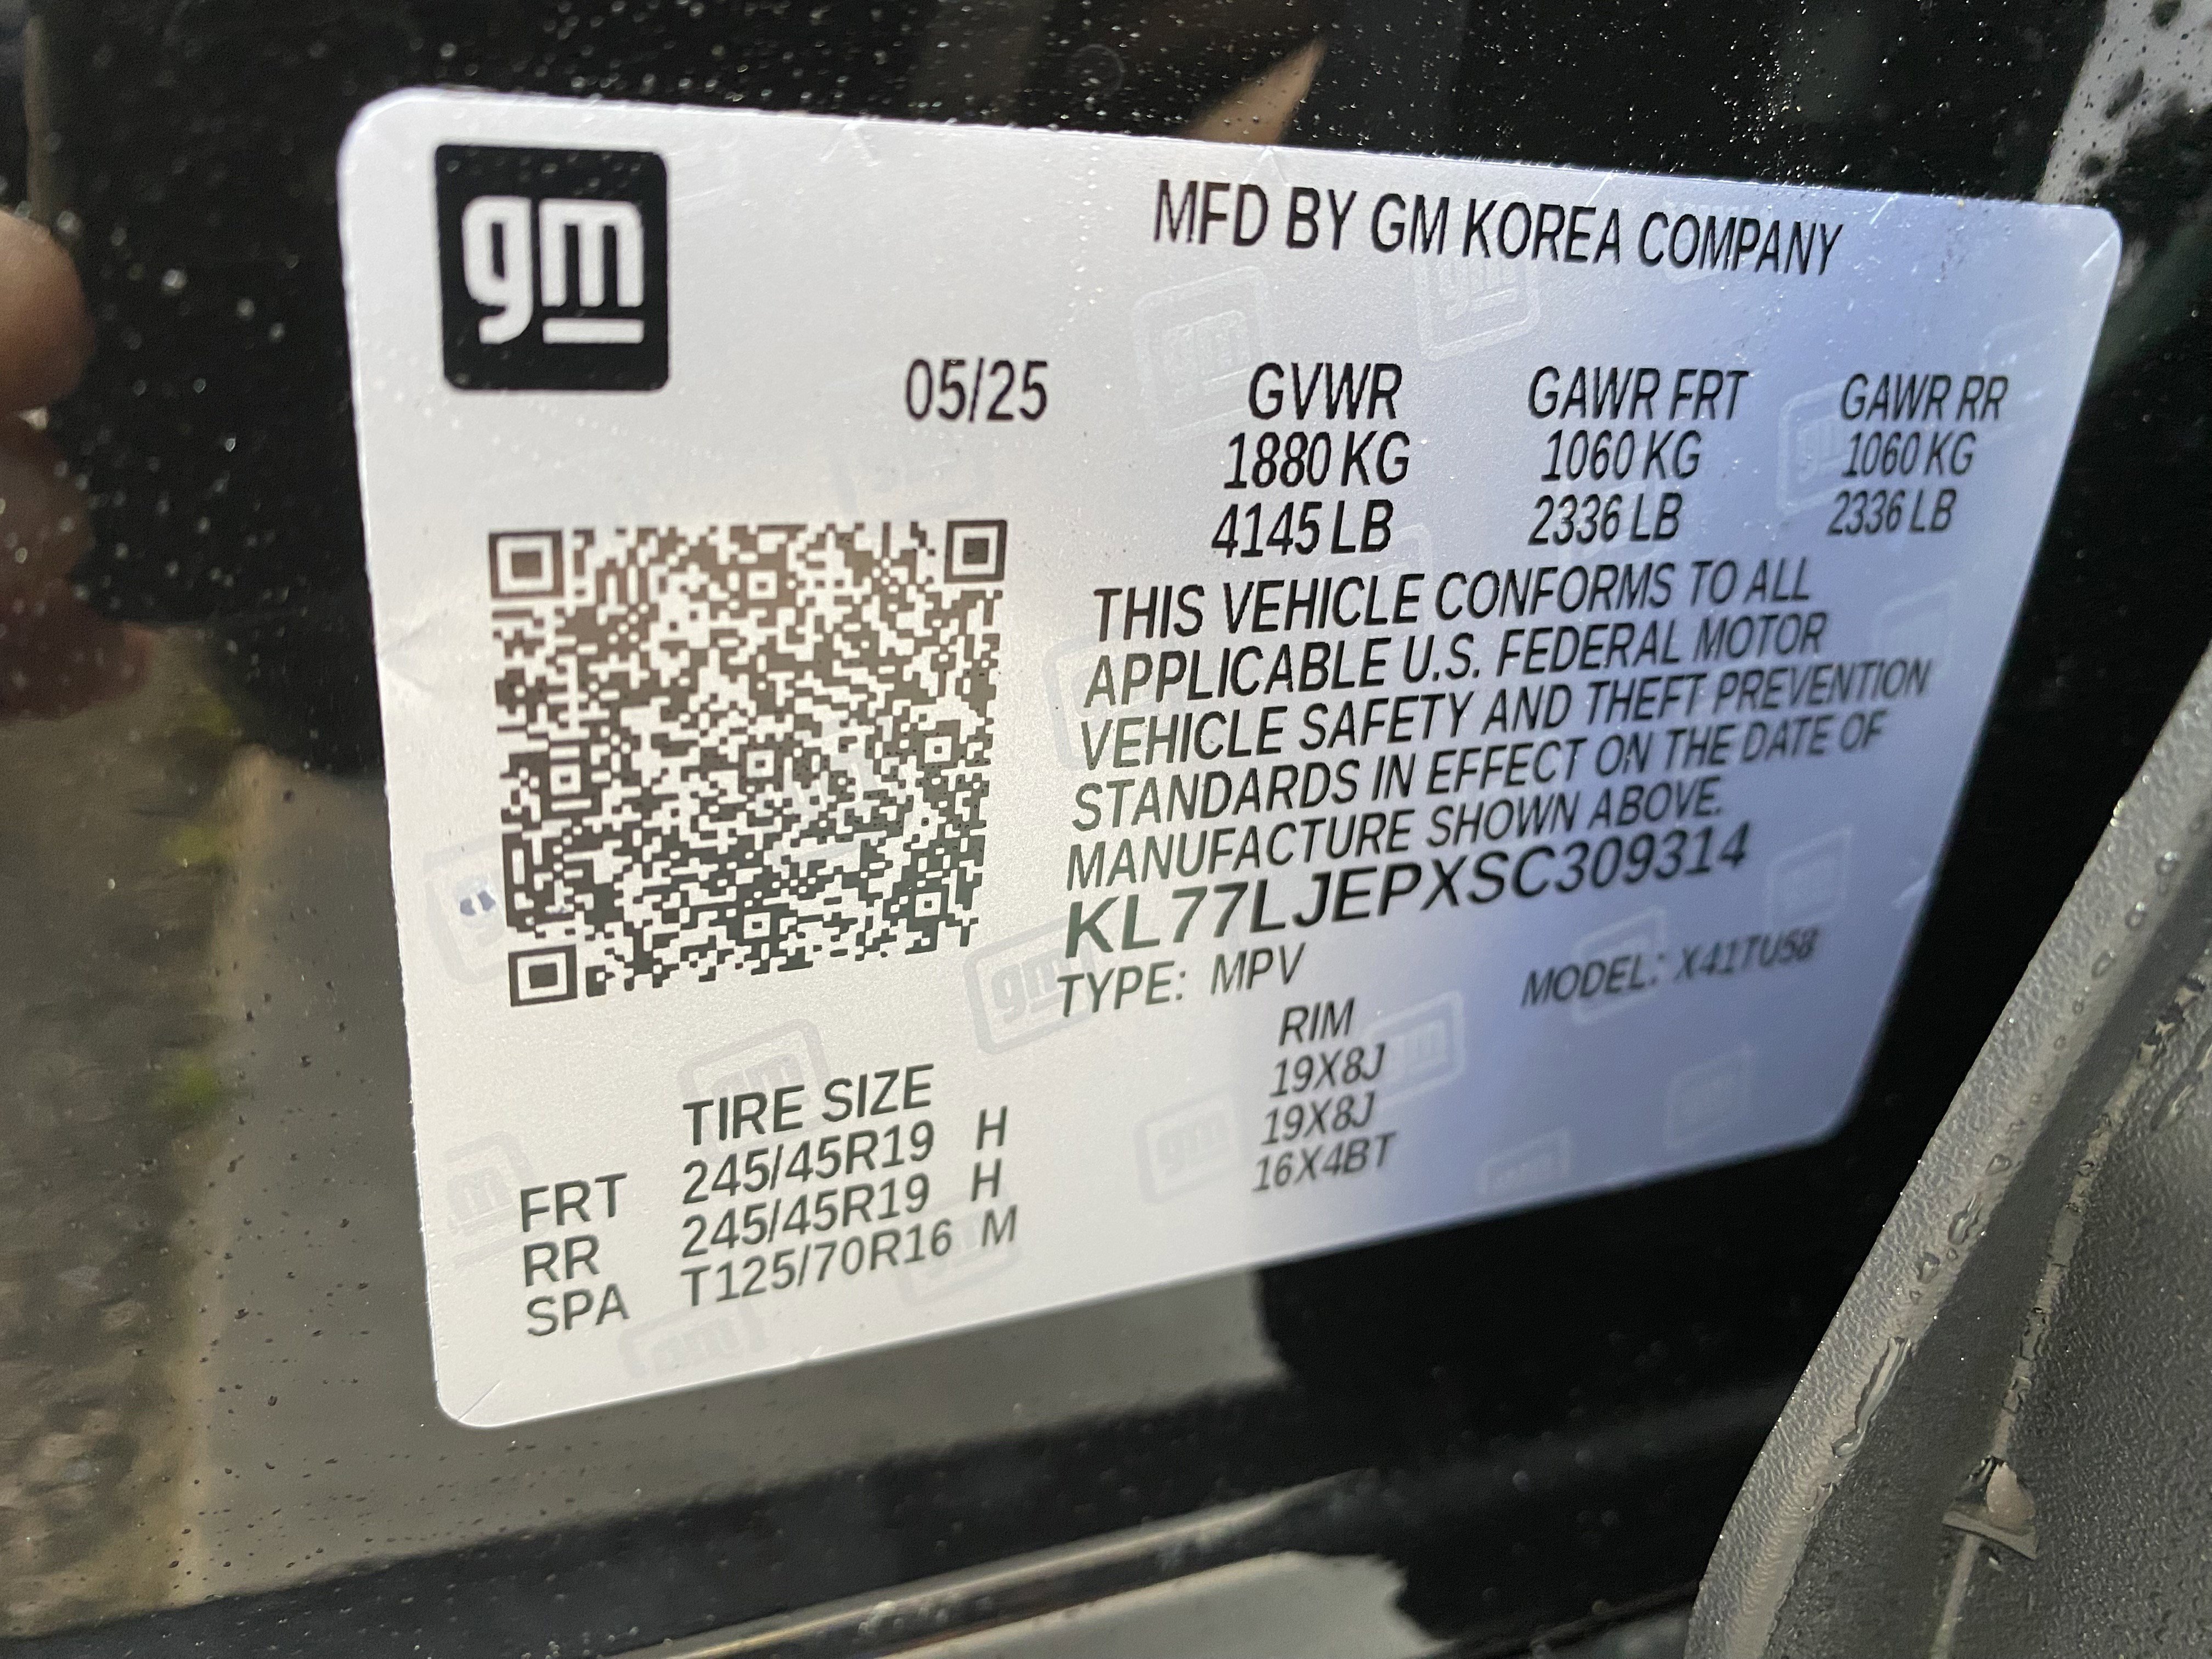 gm
MFD BY GM KOREA COMPANY
05/25 GVWR GAWR FRT GAWR RR
1880 KG 1060 KG 1060 KG
4145 LB 2336 LB 2336 LB
THIS VEHICLE CONFORMS TO ALL
APPLICABLE U.S. FEDERAL MOTOR
VEHICLE SAFETY AND THEFT PREVENTION
STANDARDS IN EFFECT ON THE DATE OF
MANUFACTURE SHOWN ABOVE.
KL77LJEPXSC309314
TYPE: MPV MODEL: X41TU58
TIRE SIZE RIM
FRT 245/45R19 H 19X8J
RR 245/45R19 H 19X8J
SPA T125/70R16 M 16X4BT